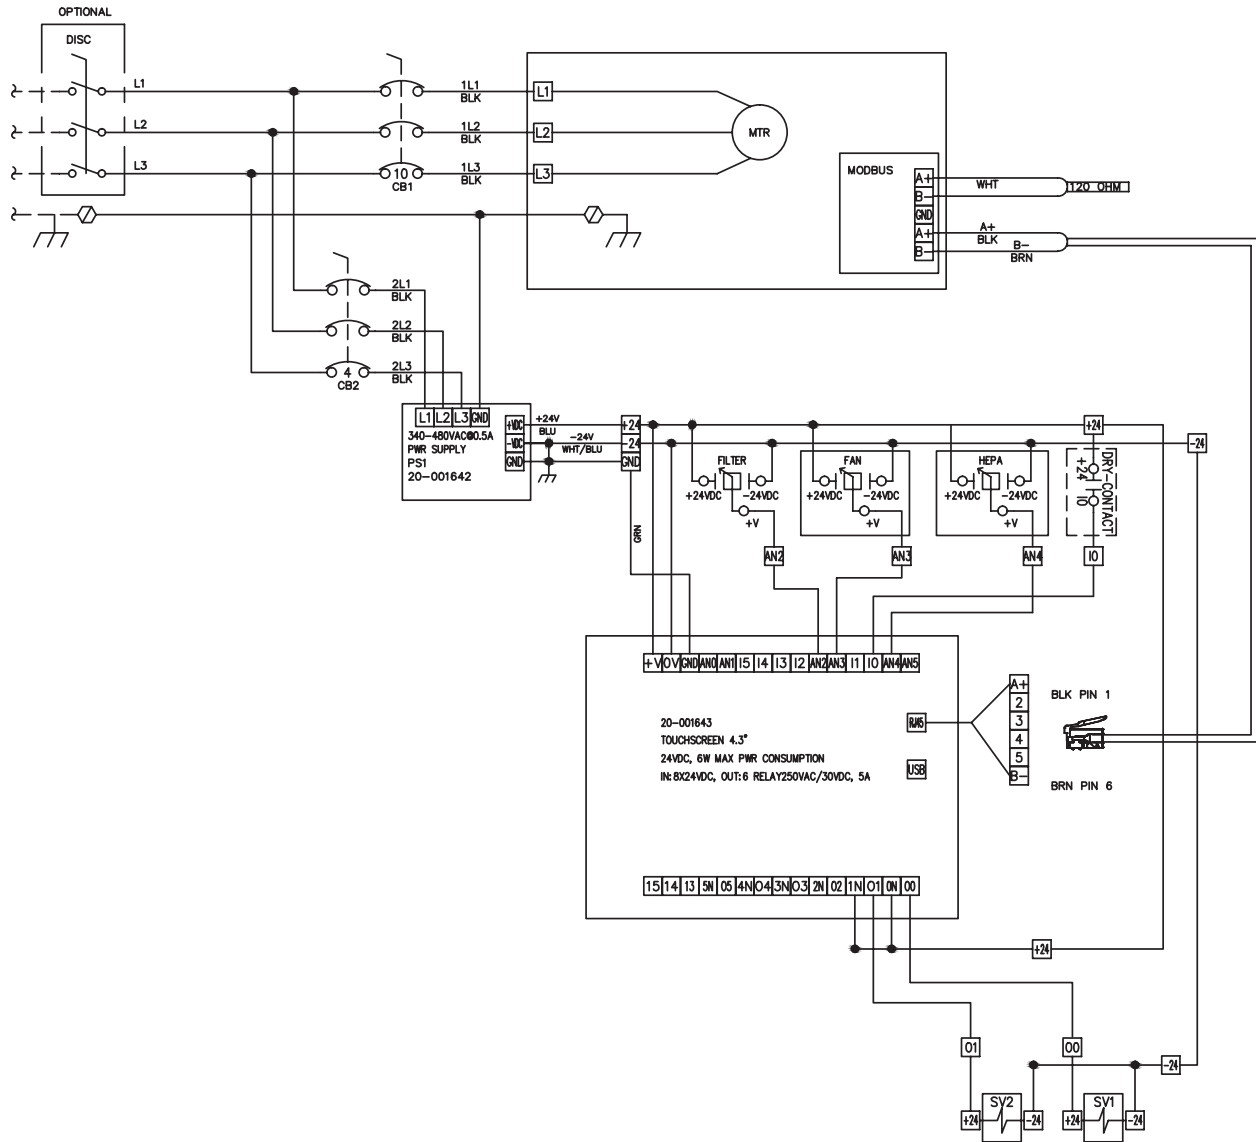 OPTIONAL
DISC
L1
L2
L3
1L1
BLK
1L2
BLK
1L3
BLK
10
CB1
L1
L2
L3
MTR
MODBUS
A+
B-
GND
A+
B-
WHT
120 OHM
A+
BLK
B-
BRN
2L1
BLK
2L2
BLK
2L3
BLK
4
CB2
L1 L2 L3 GND
340-480VAC@0.5A
PWR SUPPLY
PS1
20-001642
+VDC
-VDC
GND
+24V
BLU
-24V
WHT/BLU
+24
-24
GND
GRN
FILTER
+24VDC
-24VDC
+V
AN2
FAN
+24VDC
-24VDC
+V
AN3
HEPA
+24VDC
-24VDC
+V
AN4
+24
-24
DRY-CONTACT
+24 IO
IO
+V 0V GND AN0 AN1 I5 I4 I3 I2 AN2 AN3 I1 I0 AN4 AN5
20-001643
TOUCHSCREEN 4.3"
24VDC, 6W MAX PWR CONSUMPTION
IN: 8X24VDC, OUT: 6 RELAY250VAC/30VDC, 5A
RJ45
USB
A+
2
3
4
5
B-
BLK PIN 1
BRN PIN 6
15 14 13 5N O5 4N O4 3N O3 2N O2 1N O1 0N O0
+24
O1
O0
-24
SV2
+24
-24
SV1
+24
-24